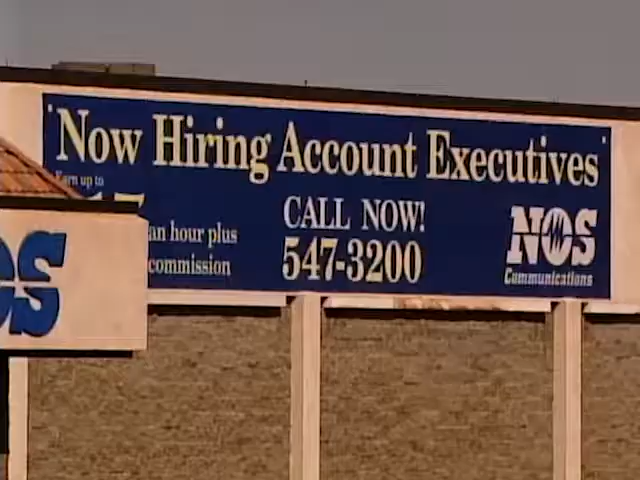 Now Hiring Account Executives
Earn up to
an hour plus
commission
CALL NOW!
547-3200
NOS
Communications
OS